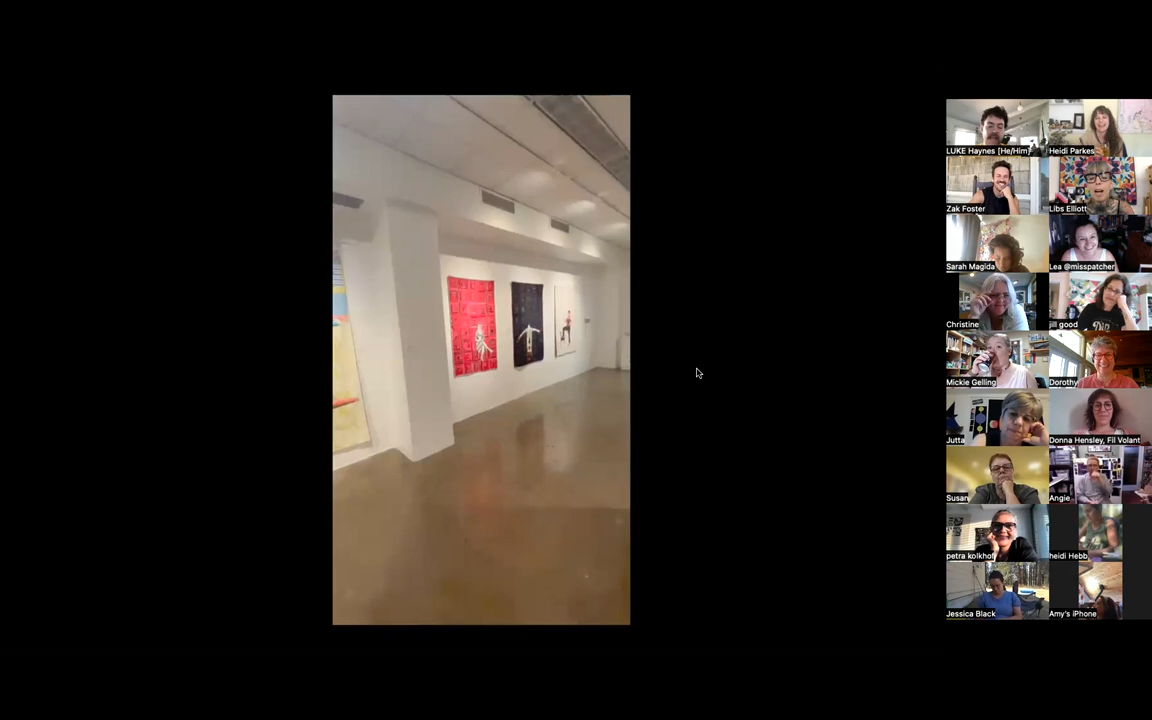 LUKE Haynes [He/Him]
Heidi Parkes
Zak Foster
Libs Elliott
Sarah Magida
Lea @misspatcher
Christine
jill good
Mickie Gelling
Dorothy
Jutta
Donna Hensley, Fil Volant
Susan
Angie
petra kolkhof
heidi Hebb
Jessica Black
Amy's iPhone